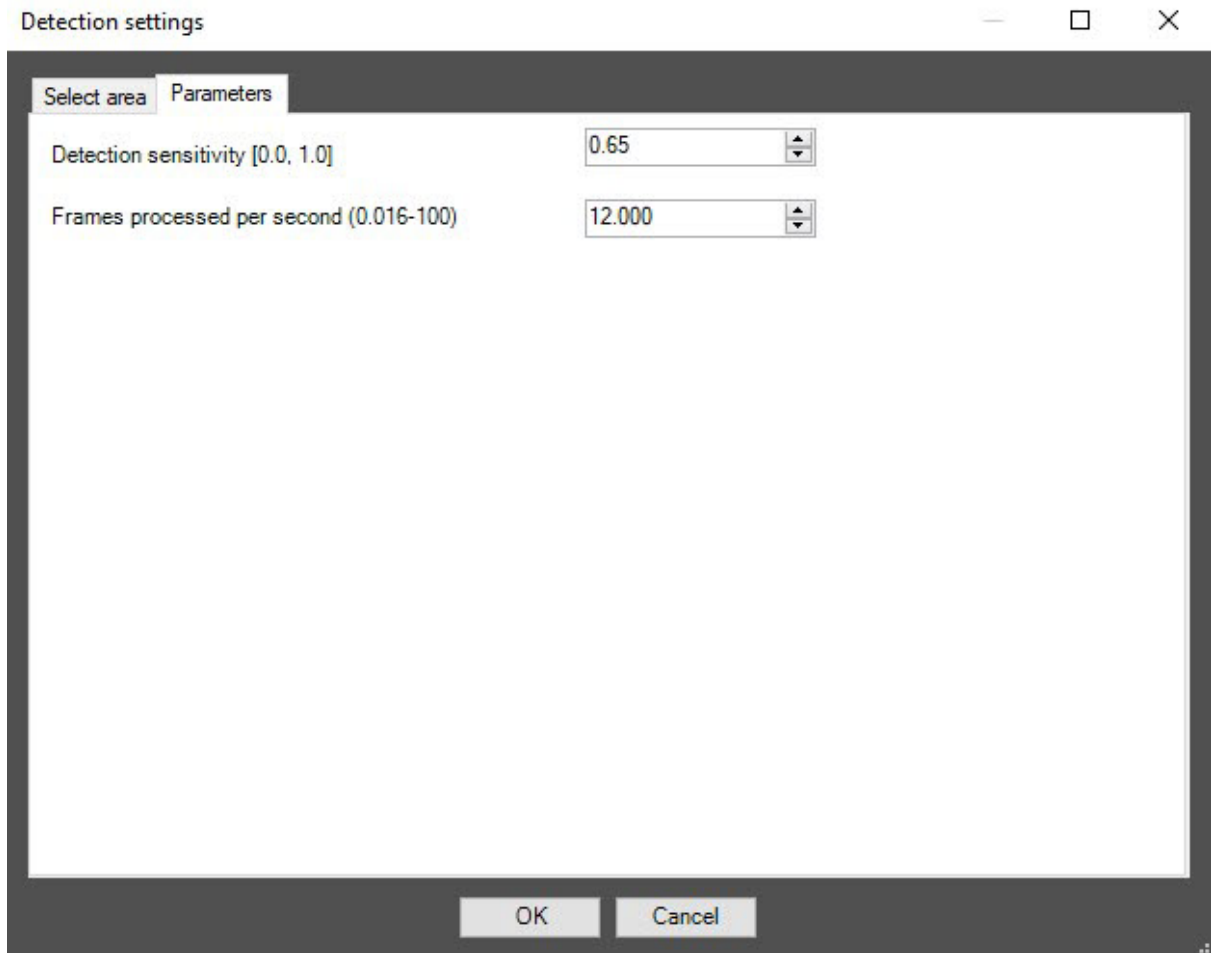 Detection settings
Select area
Parameters
Detection sensitivity [0.0, 1.0]
0.65
Frames processed per second (0.016-100)
12.000
OK
Cancel